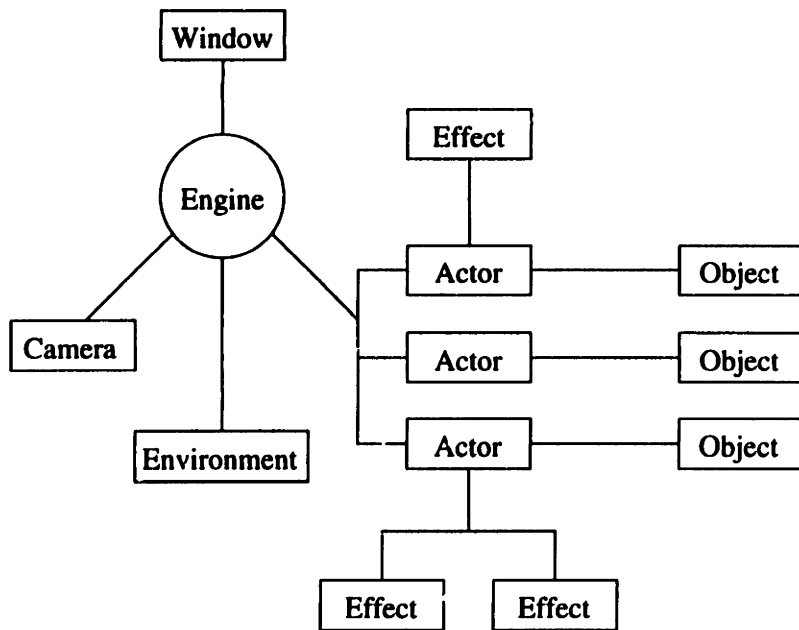 Window
Effect
Engine
Actor
Object
Camera
Actor
Object
Environment
Actor
Object
Effect
Effect